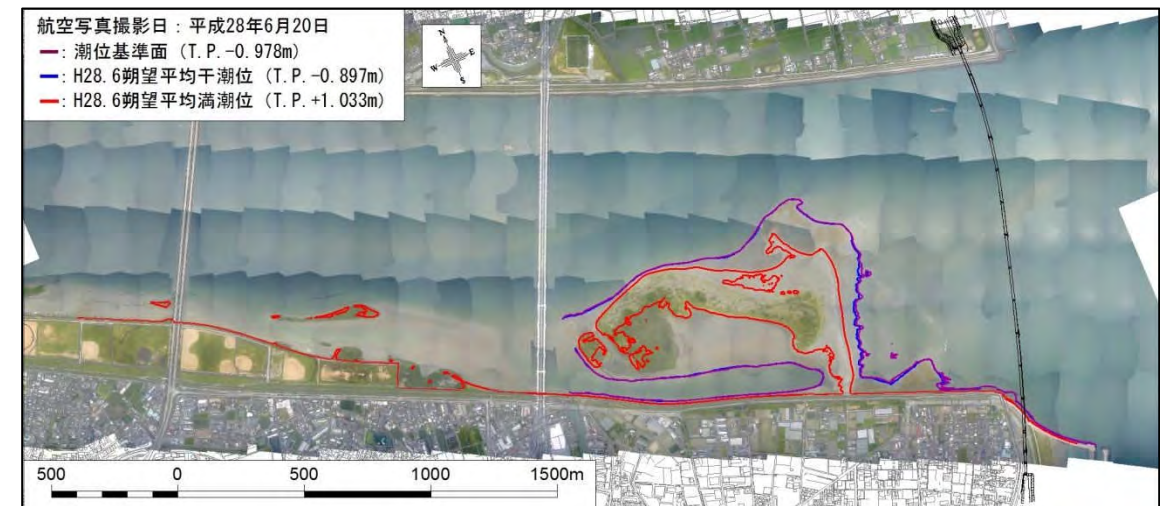 航空写真撮影日：平成28年6月20日
：潮位基準面（T.P.-0.978m）
：H28.6朔望平均干潮位（T.P.-0.897m）
：H28.6朔望平均満潮位（T.P.+1.033m）
N
W E
S
500 0 500 1000 1500m